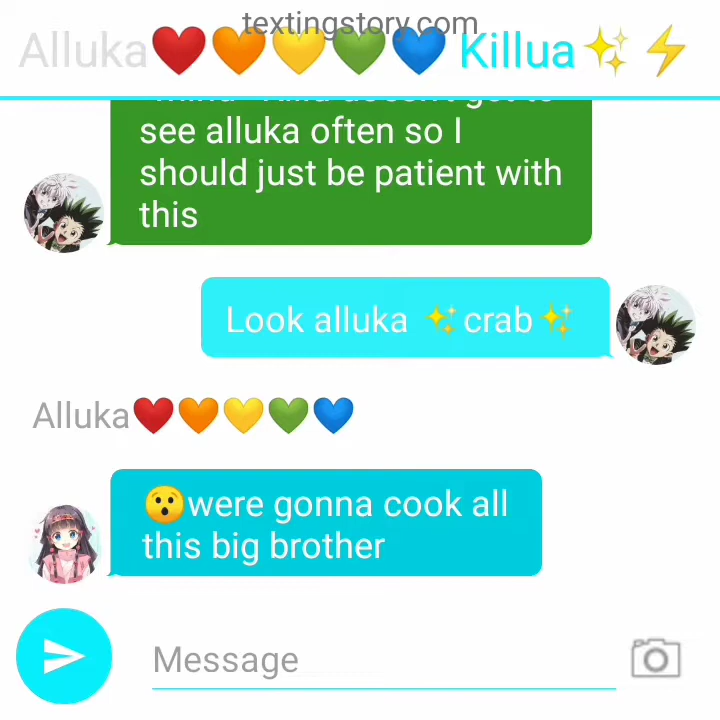 textingstory.com
Alluka❤️🧡💛💚💙 Killua✨⚡
see alluka often so I
should just be patient with
this
Look alluka ✨crab✨
Alluka❤️🧡💛💚💙
😯were gonna cook all
this big brother
Message